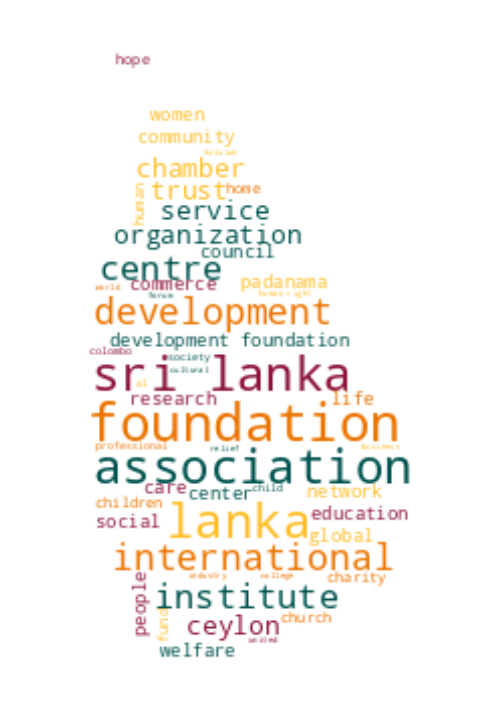 hope
women
community
mission
chamber
trust
home
human
service
organization
council
centre
commerce
padanama
world
forum
human right
development
development foundation
colombo
society
sri lanka
cultural
al
research
life
foundation
professional
relief
business
association
care
center
child
network
children
lanka
education
social
global
international
industry
college
charity
people
institute
fund
ceylon
church
united
welfare